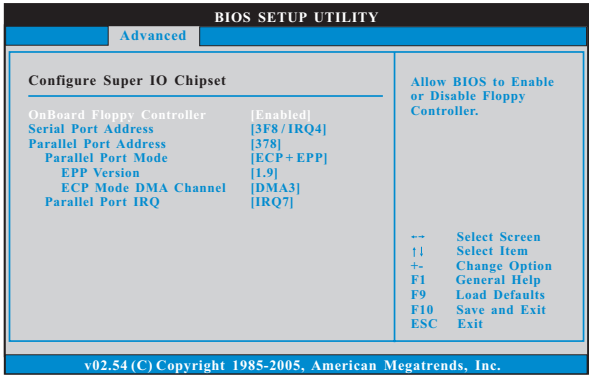 BIOS SETUP UTILITY
Advanced
Configure Super IO Chipset
OnBoard Floppy Controller [Enabled]
Serial Port Address [3F8 / IRQ4]
Parallel Port Address [378]
Parallel Port Mode [ECP + EPP]
EPP Version [1.9]
ECP Mode DMA Channel [DMA3]
Parallel Port IRQ [IRQ7]
Allow BIOS to Enable
or Disable Floppy
Controller.
←→ Select Screen
↑↓ Select Item
+- Change Option
F1 General Help
F9 Load Defaults
F10 Save and Exit
ESC Exit
v02.54 (C) Copyright 1985-2005, American Megatrends, Inc.